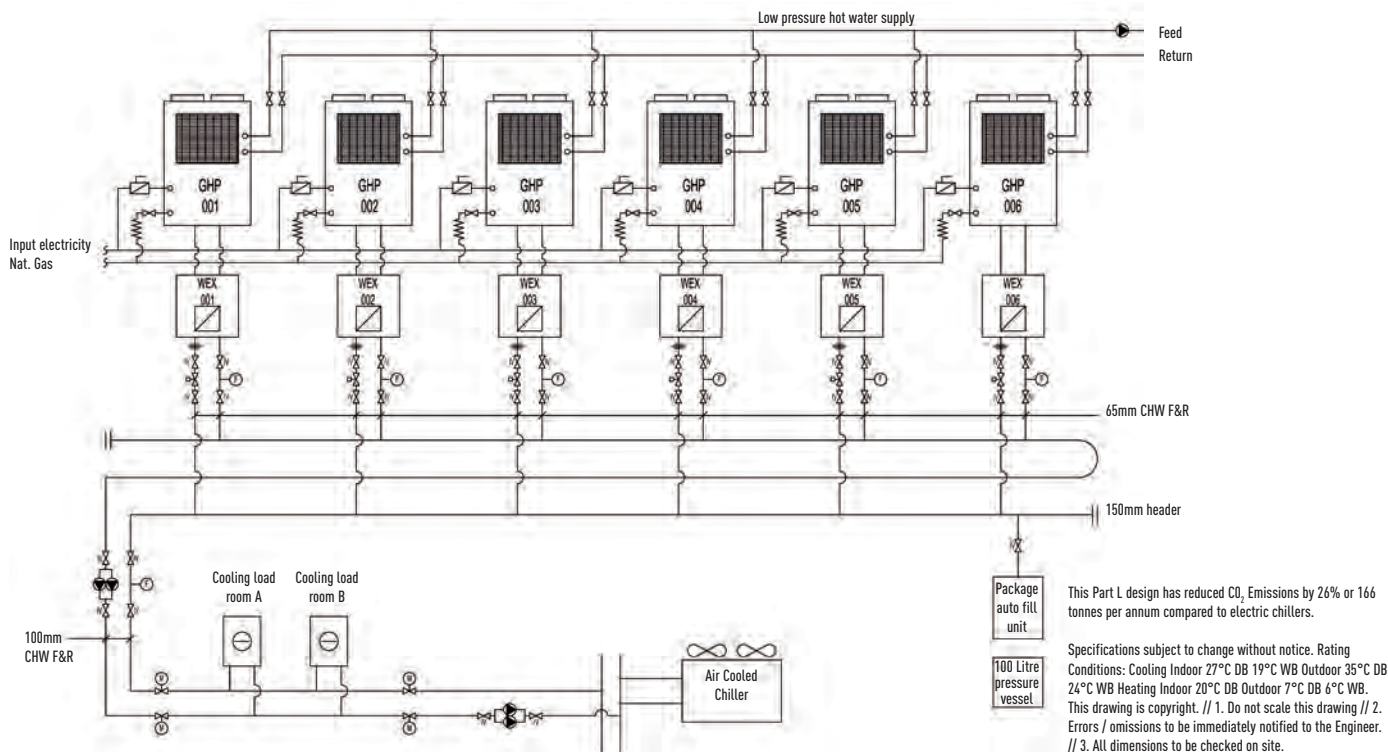 Low pressure hot water supply
Feed
Return
GHP
001
GHP
002
GHP
003
GHP
004
GHP
005
GHP
006
Input electricity
Nat. Gas
WEX
001
WEX
002
WEX
003
WEX
004
WEX
005
WEX
006
F
F
F
F
F
F
65mm CHW F&R
150mm header
F
Cooling load
room A
Cooling load
room B
100mm
CHW F&R
M
M
M
M
Air Cooled
Chiller
Package
auto fill
unit
100 Litre
pressure
vessel
This Part L design has reduced CO₂ Emissions by 26% or 166
tonnes per annum compared to electric chillers.
Specifications subject to change without notice. Rating
Conditions: Cooling Indoor 27°C DB 19°C WB Outdoor 35°C DB
24°C WB Heating Indoor 20°C DB Outdoor 7°C DB 6°C WB.
This drawing is copyright. // 1. Do not scale this drawing // 2.
Errors / omissions to be immediately notified to the Engineer.
// 3. All dimensions to be checked on site.